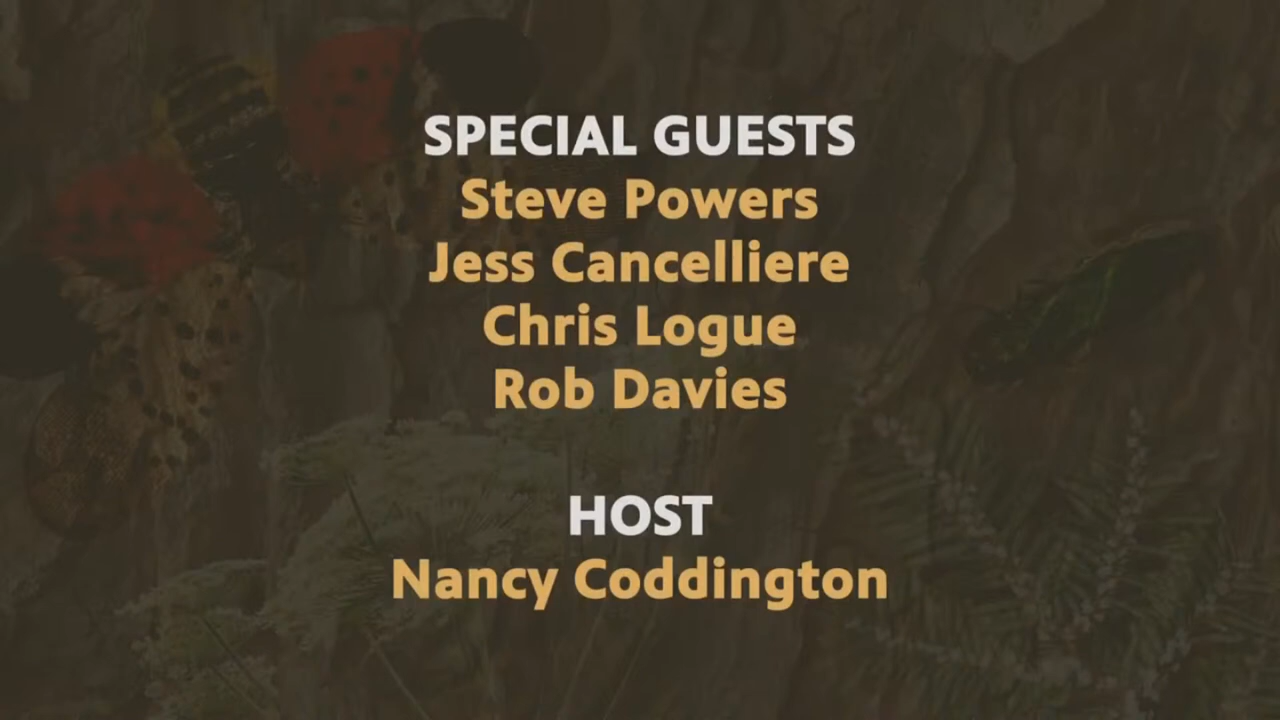 SPECIAL GUESTS
Steve Powers
Jess Cancelliere
Chris Logue
Rob Davies
HOST
Nancy Coddington